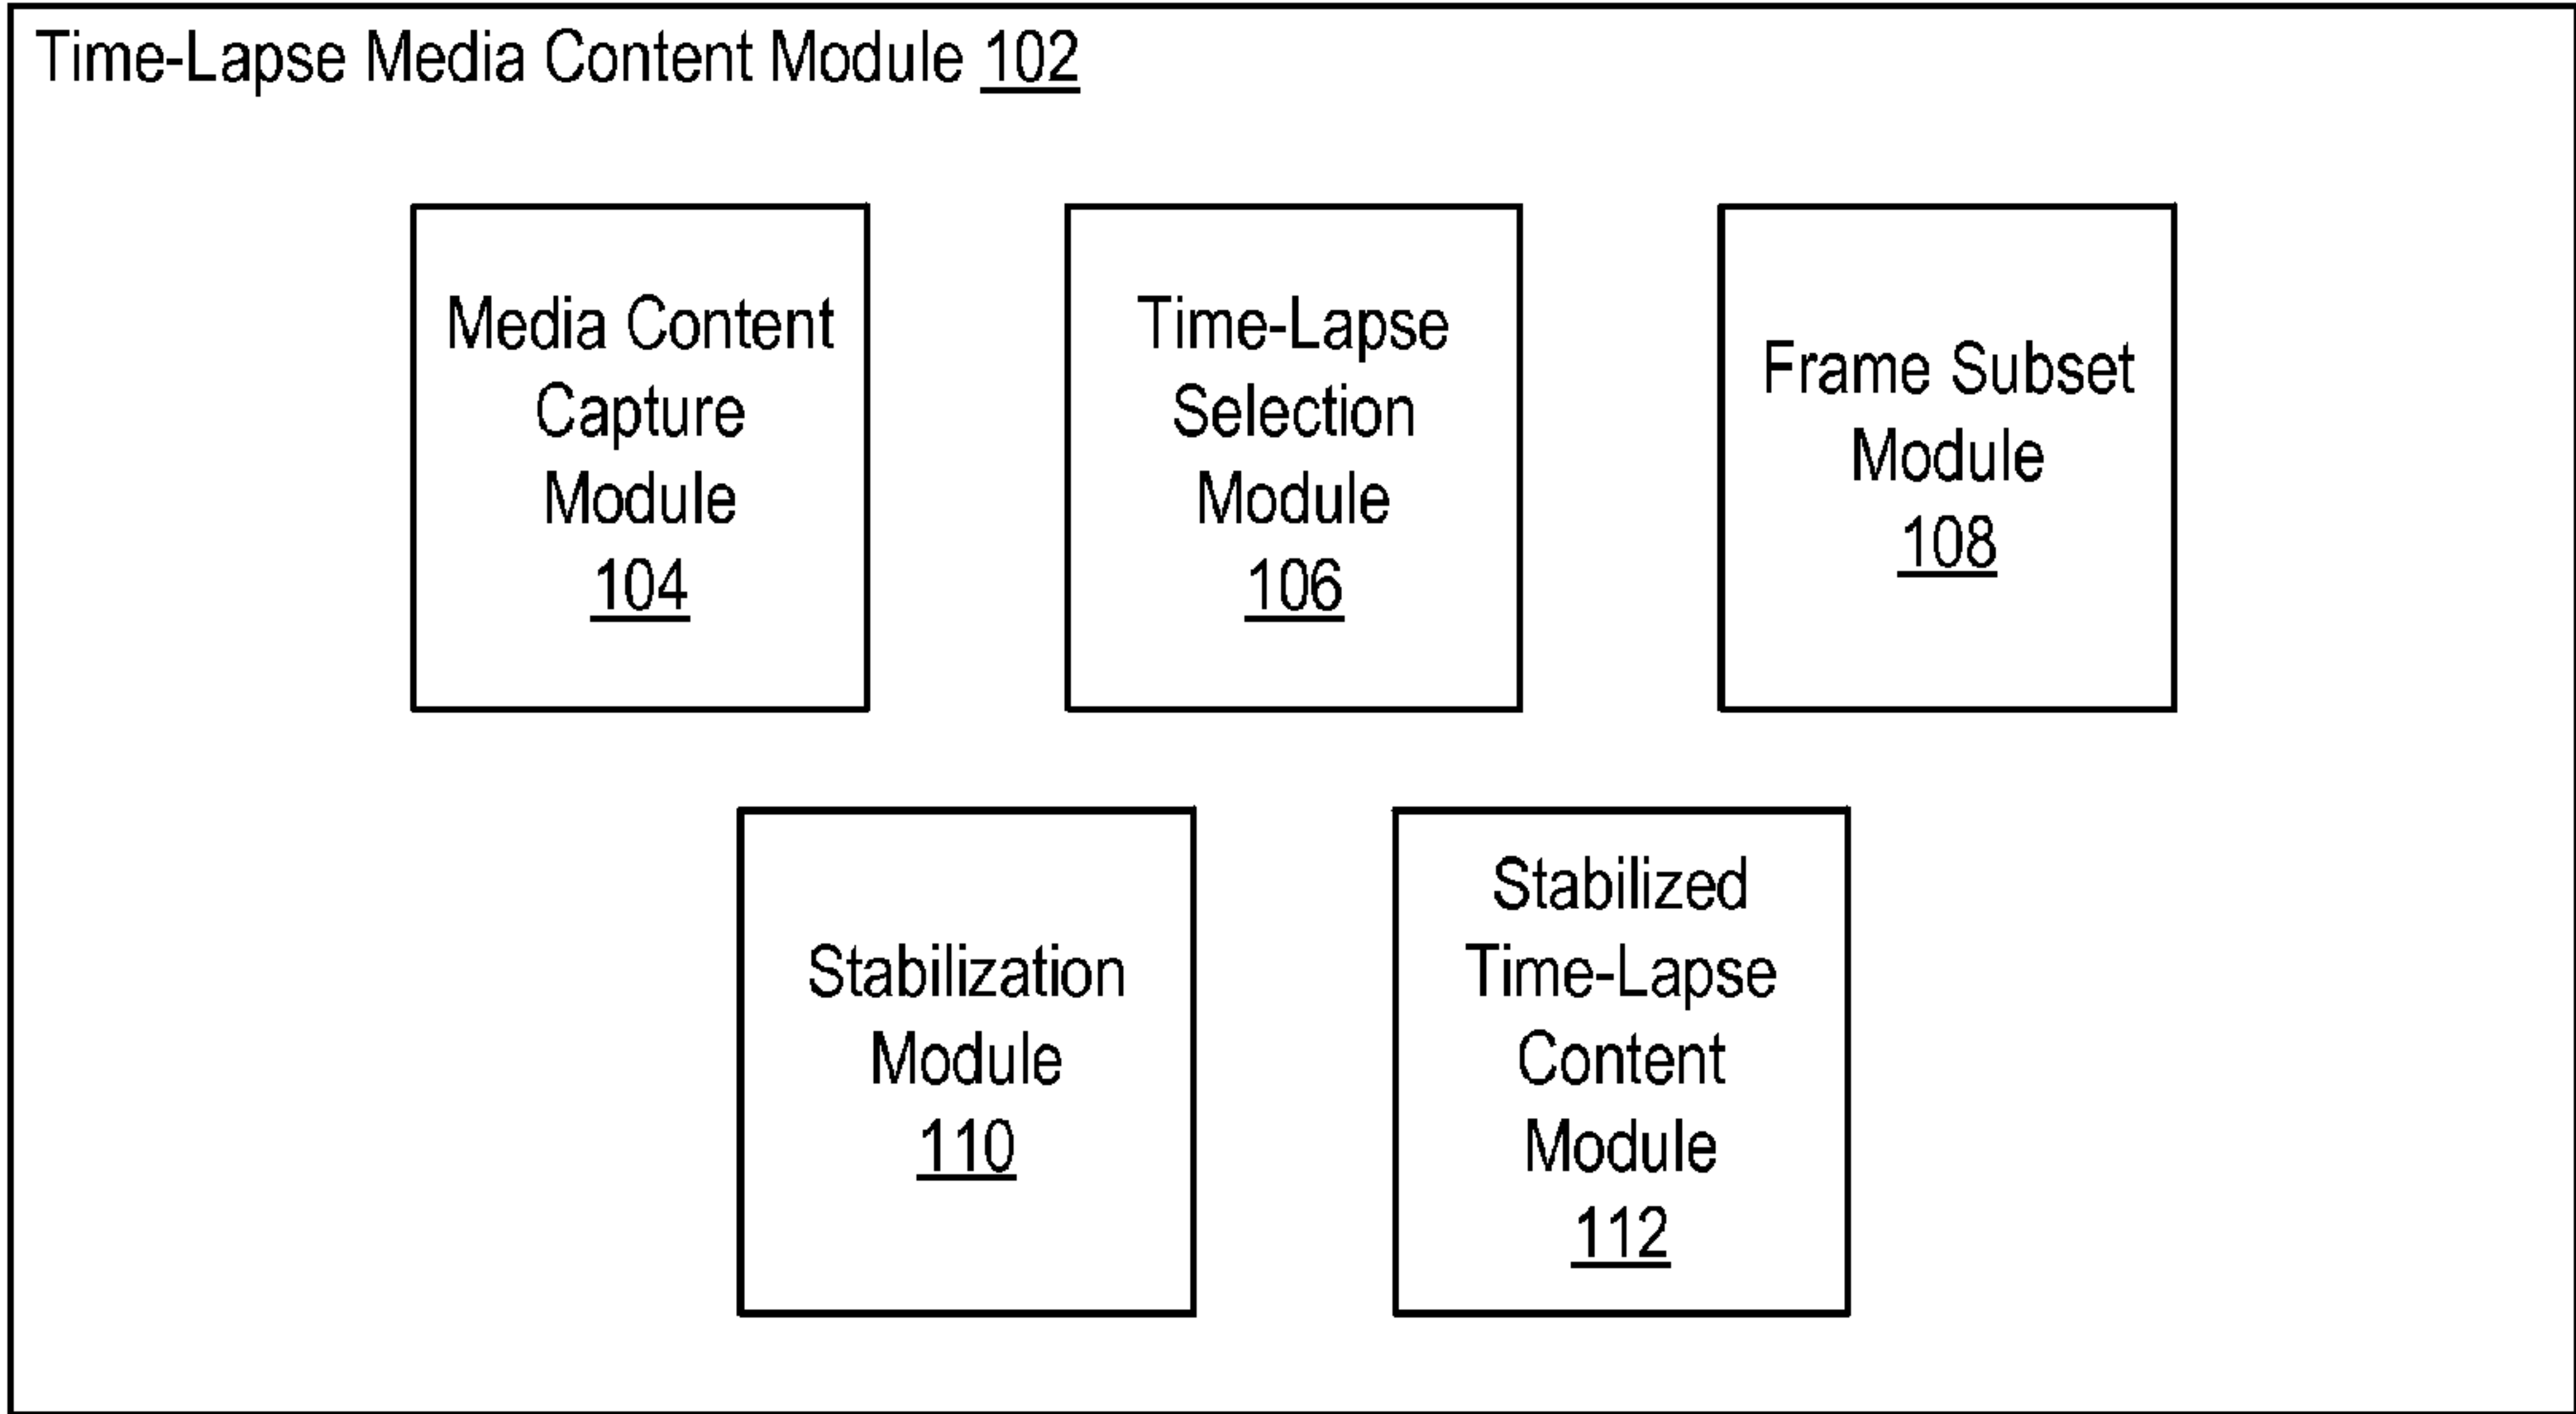 Time-Lapse Media Content Module 102
Media Content
Capture
Module
104
Time-Lapse
Selection
Module
106
Frame Subset
Module
108
Stabilization
Module
110
Stabilized
Time-Lapse
Content
Module
112